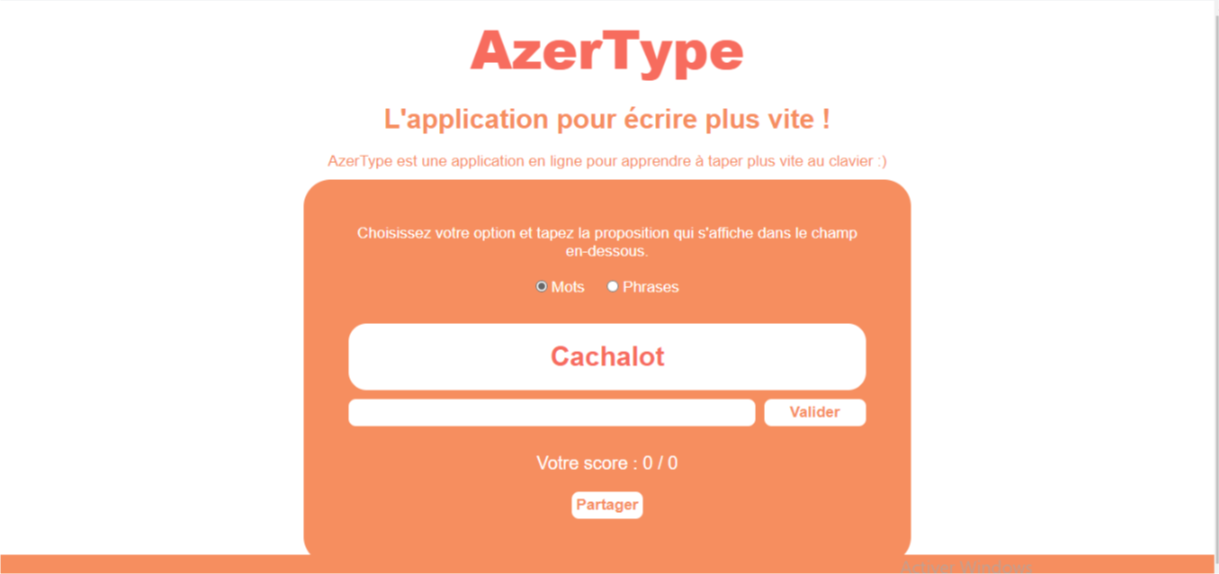 AzerType
L'application pour écrire plus vite !
AzerType est une application en ligne pour apprendre à taper plus vite au clavier :)
Choisissez votre option et tapez la proposition qui s'affiche dans le champ
en-dessous.
Mots Phrases
Cachalot
Valider
Votre score : 0 / 0
Partager
Activer Windows